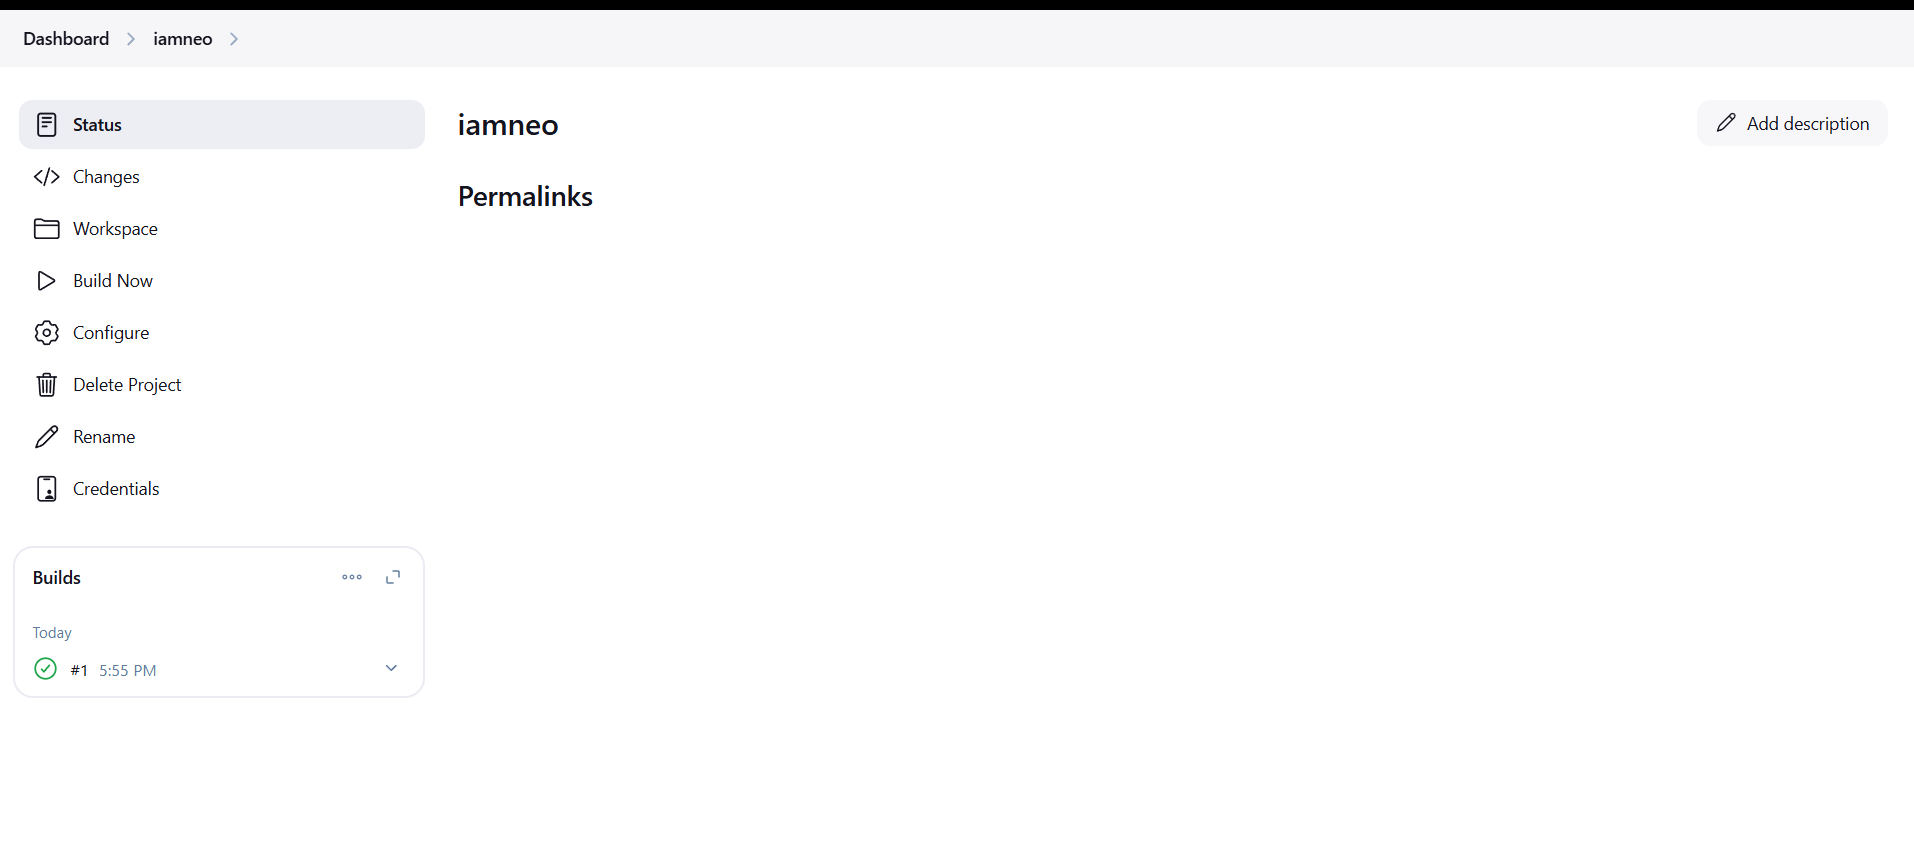 Dashboard
iamneo
Status
Changes
Workspace
Build Now
Configure
Delete Project
Rename
Credentials
Builds
Today
#1 5:55 PM
iamneo
Add description
Permalinks